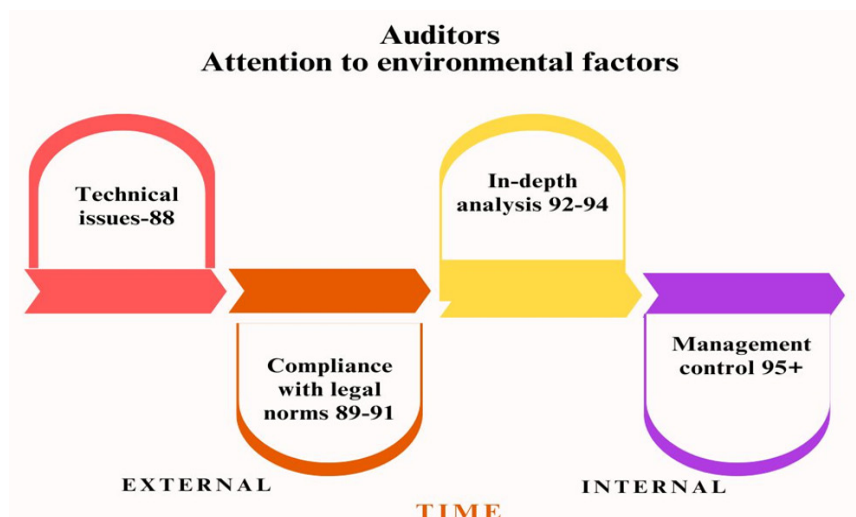 Auditors
Attention to environmental factors
Technical
issues-88
In-depth
analysis 92-94
Compliance
with legal
norms 89-91
Management
control 95+
EXTERNAL
INTERNAL
TIME